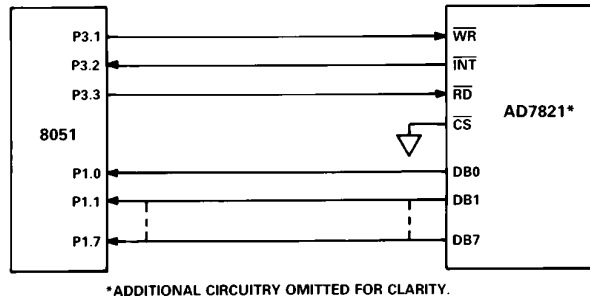 8051
P3.1
P3.2
P3.3
P1.0
P1.1
P1.7
WR
INT
RD
CS
DB0
DB1
DB7
AD7821*
*ADDITIONAL CIRCUITRY OMITTED FOR CLARITY.